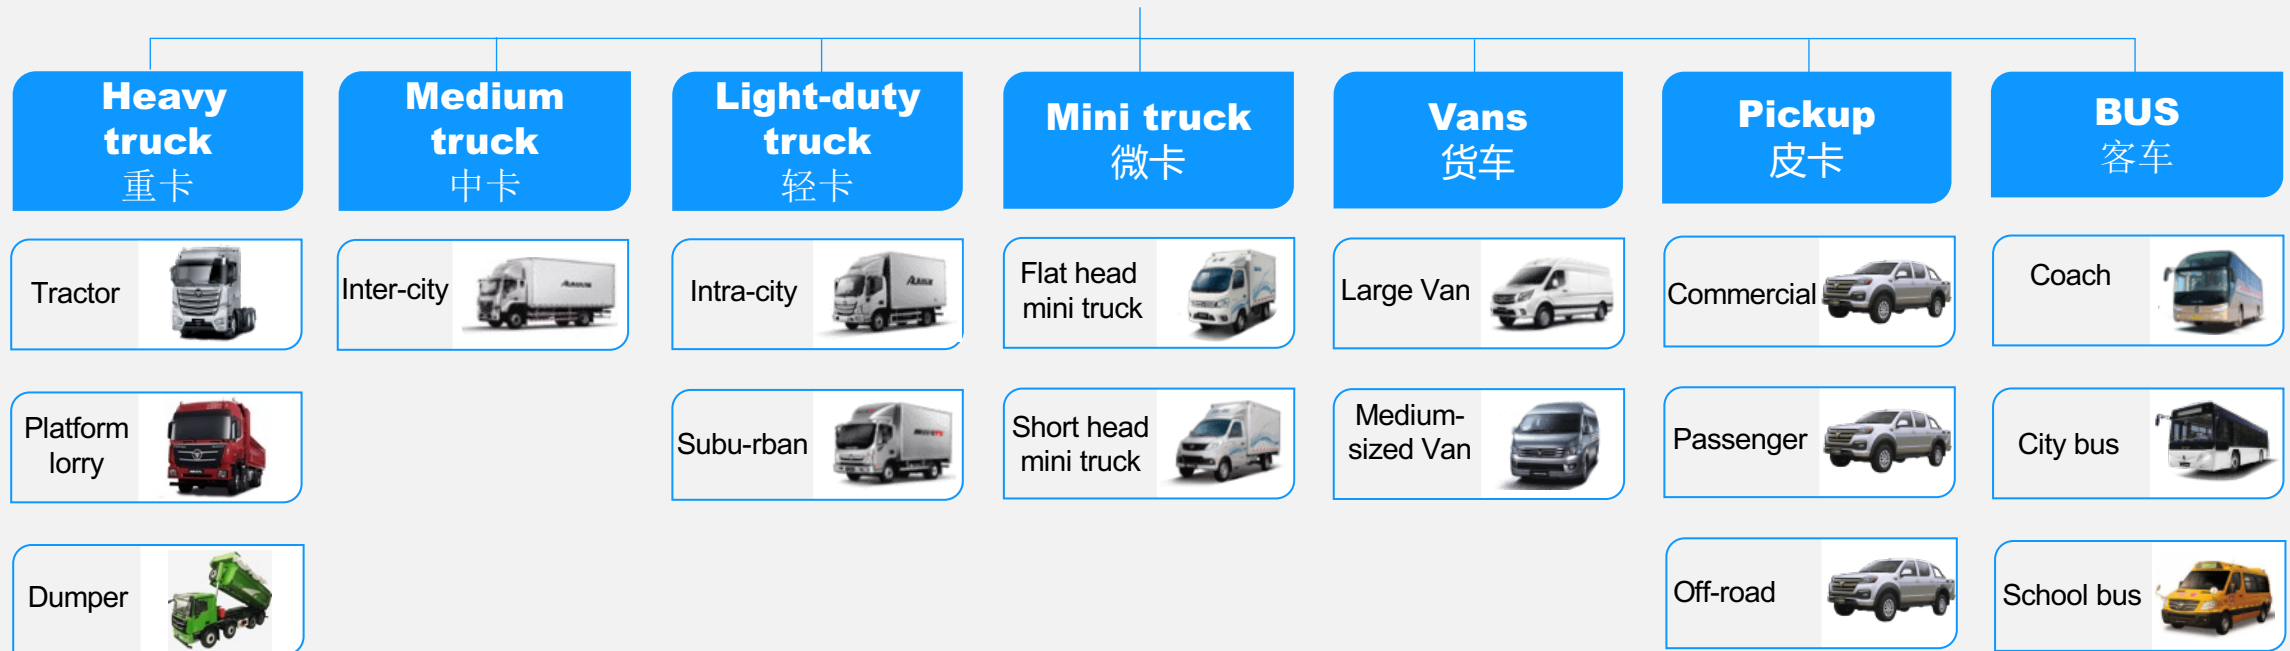 Heavy
truck
重卡
Medium
truck
中卡
Light-duty
truck
轻卡
Mini truck
微卡
Vans
货车
Pickup
皮卡
BUS
客车
Tractor
Inter-city
Intra-city
Flat head
mini truck
Large Van
Commercial
Coach
Platform
lorry
Subu-rban
Short head
mini truck
Medium-
sized Van
Passenger
City bus
Dumper
Off-road
School bus